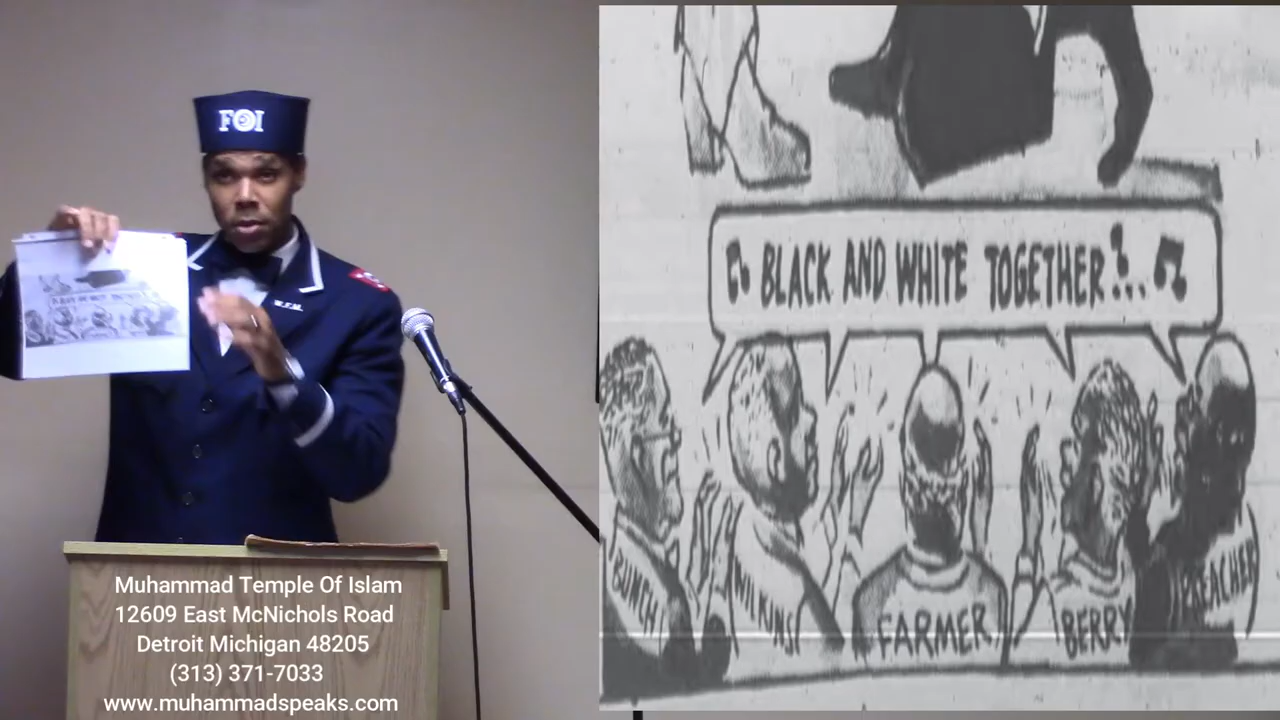 FOI
W.F.M.
Muhammad Temple Of Islam
12609 East McNichols Road
Detroit Michigan 48205
(313) 371-7033
www.muhammadspeaks.com
BLACK AND WHITE TOGETHER!...
BUNCH
WILKINS
FARMER
BERRY
PREACHER